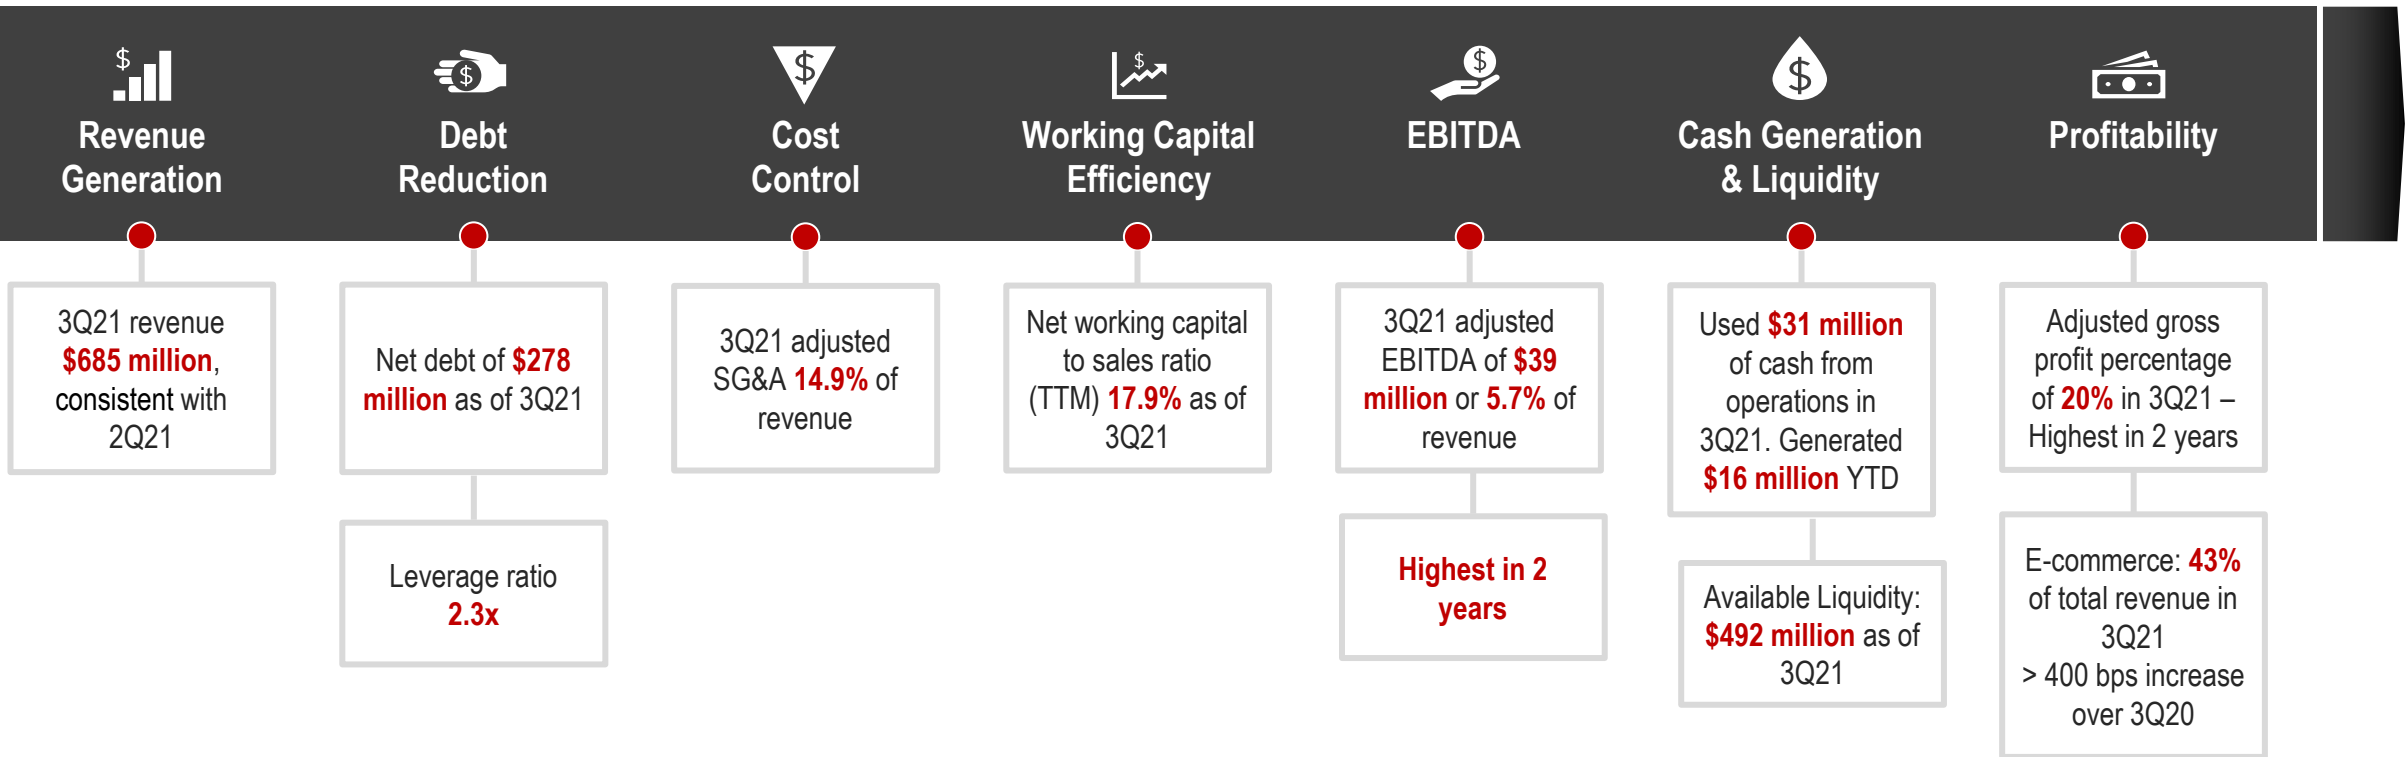 Revenue
Generation
Debt
Reduction
Cost
Control
Working Capital
Efficiency
EBITDA
Cash Generation
& Liquidity
Profitability
3Q21 revenue
$685 million,
consistent with
2Q21
Net debt of $278
million as of 3Q21
Leverage ratio
2.3x
3Q21 adjusted
SG&A 14.9% of
revenue
Net working capital
to sales ratio
(TTM) 17.9% as of
3Q21
3Q21 adjusted
EBITDA of $39
million or 5.7% of
revenue
Highest in 2
years
Used $31 million
of cash from
operations in
3Q21. Generated
$16 million YTD
Available Liquidity:
$492 million as of
3Q21
Adjusted gross
profit percentage
of 20% in 3Q21 –
Highest in 2 years
E-commerce: 43%
of total revenue in
3Q21
> 400 bps increase
over 3Q20